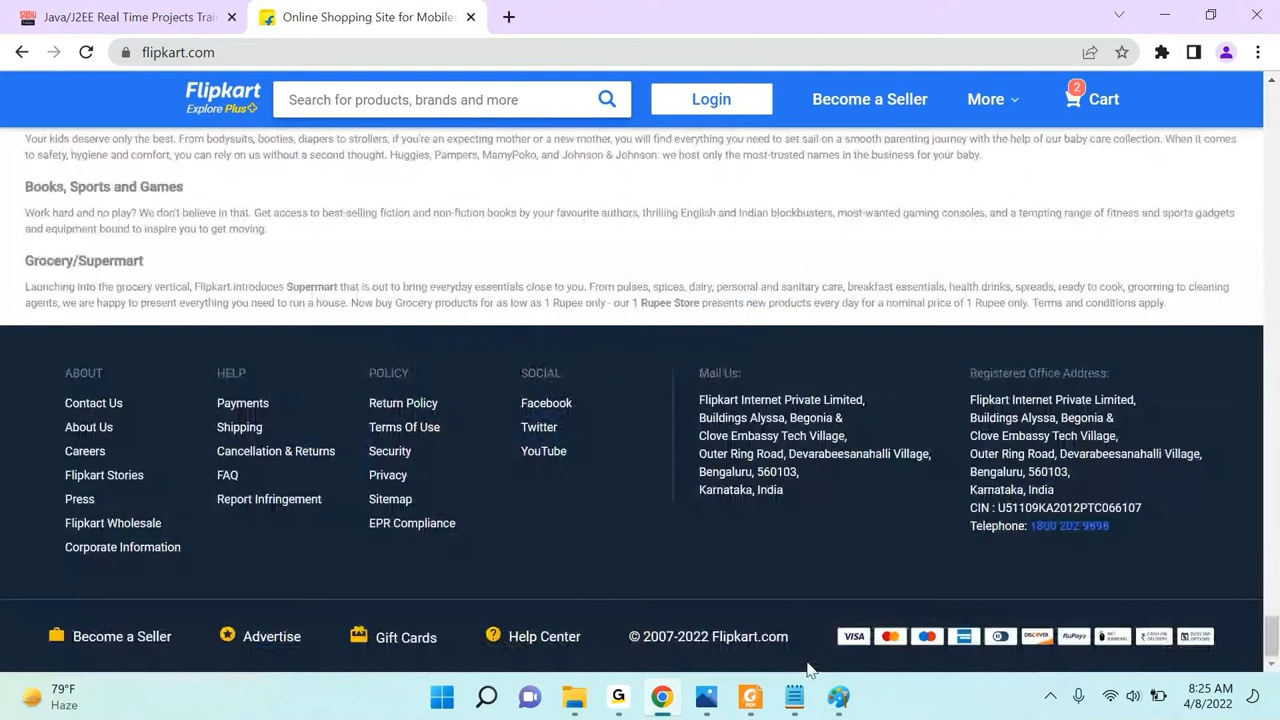 Java/J2EE Real Time Projects Trai
Online Shopping Site for Mobiles
flipkart.com
Flipkart
Explore Plus
Search for products, brands and more
Login
Become a Seller
More
2
Cart
Your kids deserve only the best. From bodysuits, booties, diapers to strollers, if you're an expecting mother or a new mother, you will find everything you need to set sail on a smooth parenting journey with the help of our baby care collection. When it comes
to safety, hygiene and comfort, you can rely on us without a second thought. Huggies, Pampers, MamyPoko, and Johnson & Johnson: we host only the most-trusted names in the business for your baby.
Books, Sports and Games
Work hard and no play? We don't believe in that. Get access to best-selling fiction and non-fiction books by your favourite authors, thrilling English and Indian blockbusters, most-wanted gaming consoles, and a tempting range of fitness and sports gadgets
and equipment bound to inspire you to get moving.
Grocery/Supermart
Launching into the grocery vertical, Flipkart introduces Supermart that is out to bring everyday essentials close to you. From pulses, spices, dairy, personal and sanitary care, breakfast essentials, health drinks, spreads, ready to cook, grooming to cleaning
agents, we are happy to present everything you need to run a house. Now buy Grocery products for as low as 1 Rupee only - our 1 Rupee Store presents new products every day for a nominal price of 1 Rupee only. Terms and conditions apply.
ABOUT
Contact Us
About Us
Careers
Flipkart Stories
Press
Flipkart Wholesale
Corporate Information
HELP
Payments
Shipping
Cancellation & Returns
FAQ
Report Infringement
POLICY
Return Policy
Terms Of Use
Security
Privacy
Sitemap
EPR Compliance
SOCIAL
Facebook
Twitter
YouTube
Mail Us:
Flipkart Internet Private Limited,
Buildings Alyssa, Begonia &
Clove Embassy Tech Village,
Outer Ring Road, Devarabeesanahalli Village,
Bengaluru, 560103,
Karnataka, India
Registered Office Address:
Flipkart Internet Private Limited,
Buildings Alyssa, Begonia &
Clove Embassy Tech Village,
Outer Ring Road, Devarabeesanahalli Village,
Bengaluru, 560103,
Karnataka, India
CIN : U51109KA2012PTC066107
Telephone: 1800 202 9898
Become a Seller
Advertise
Gift Cards
Help Center
© 2007-2022 Flipkart.com
VISA
DISCOVER
RuPay
79°F
Haze
8:25 AM
4/8/2022